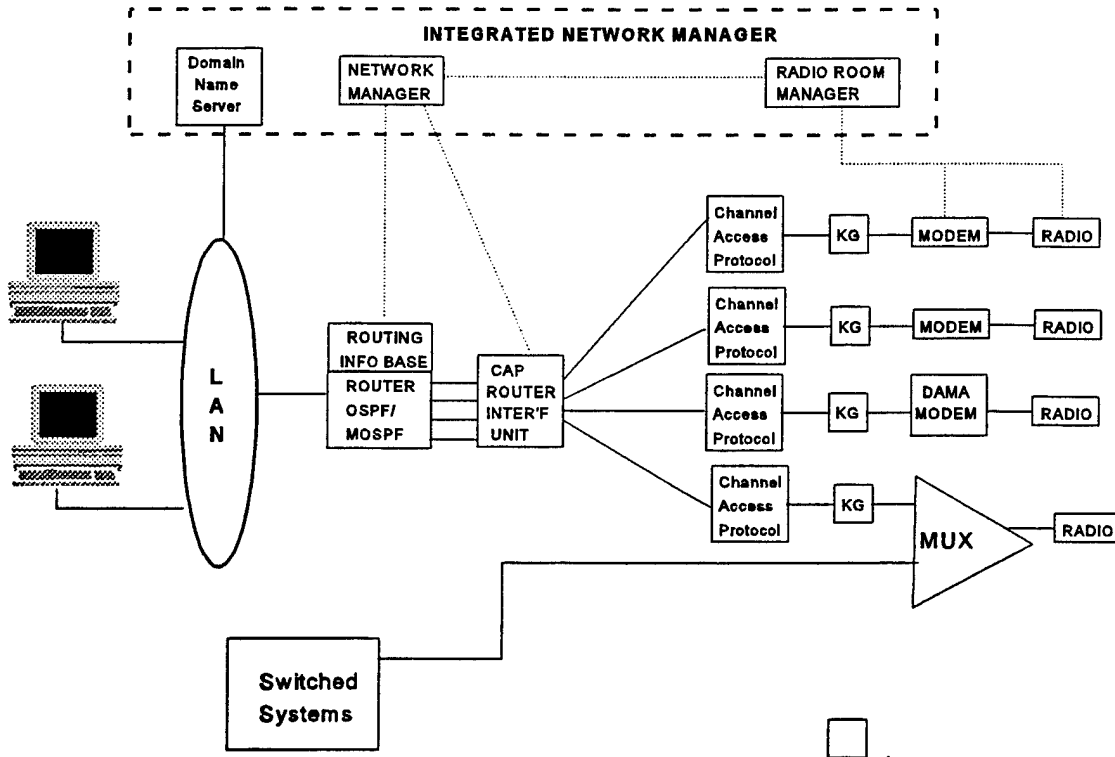 INTEGRATED NETWORK MANAGER
Domain
Name
Server
NETWORK
MANAGER
RADIO ROOM
MANAGER
Channel
Access
Protocol
KG
MODEM
RADIO
Channel
Access
Protocol
KG
MODEM
RADIO
ROUTING
INFO BASE
ROUTER
OSPF/
MOSPF
CAP
ROUTER
INTER'F
UNIT
L
A
N
Channel
Access
Protocol
KG
DAMA
MODEM
RADIO
Channel
Access
Protocol
KG
MUX
RADIO
Switched
Systems